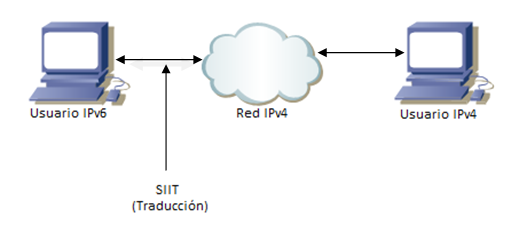 Usuario IPv6
Red IPv4
Usuario IPv4
SIIT
(Traducción)